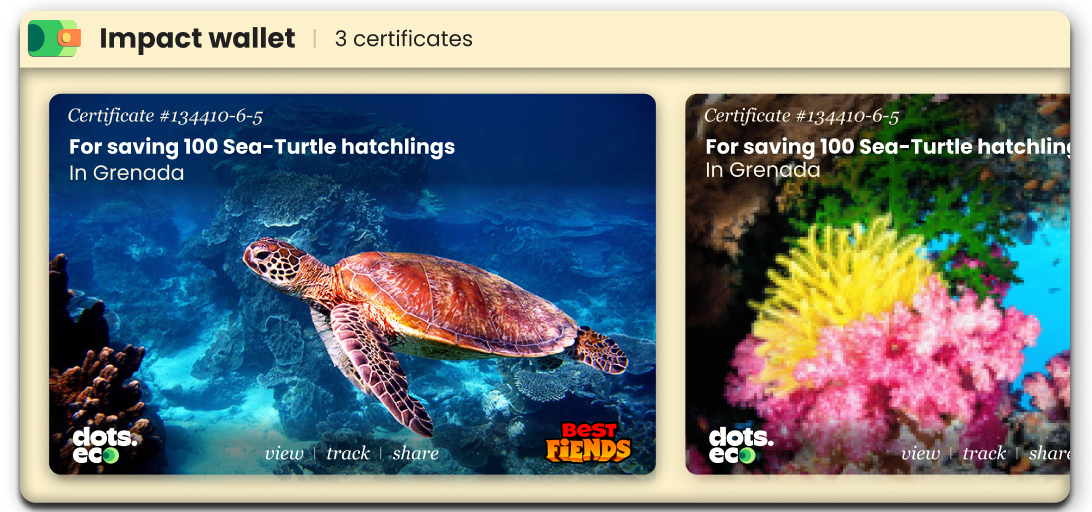 Impact wallet | 3 certificates
Certificate #134410-6-5
For saving 100 Sea-Turtle hatchlings
In Grenada
dots.
eco
view | track | share
BEST
FIENDS
Certificate #134410-6-5
For saving 100 Sea-Turtle hatchling
In Grenada
dots.
eco
view | track | share